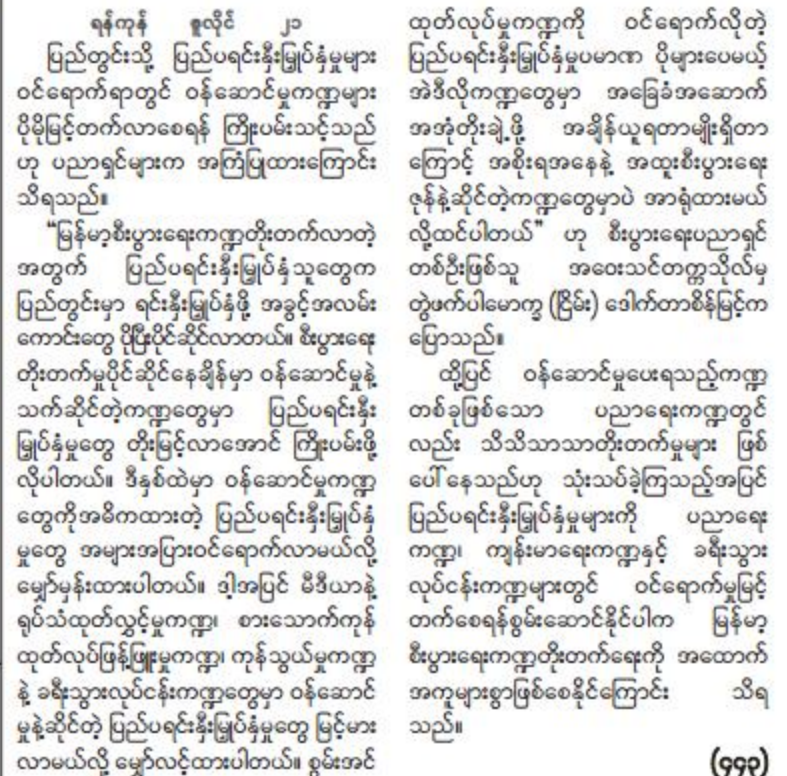 ရန်ကုန် ဇူလိုင် ၂၁
ပြည်တွင်းသို့ ပြည်ပရင်းနှီးမြှုပ်နှံမှုများ
ဝင်ရောက်ရာတွင် ဝန်ဆောင်မှုကဏ္ဍများ
ပိုမိုမြင့်တက်လာစေရန် ကြိုးပမ်းသင့်သည်
ဟု ပညာရှင်များက အကြံပြုထားကြောင်း
သိရသည်။
“မြန်မာ့စီးပွားရေးကဏ္ဍတိုးတက်လာတဲ့
အတွက် ပြည်ပရင်းနှီးမြှုပ်နှံသူတွေက
ပြည်တွင်းမှာ ရင်းနှီးမြှုပ်နှံဖို့ အခွင့်အလမ်း
ကောင်းတွေ ပိုပြီးပိုင်ဆိုင်လာတယ်။ စီးပွားရေး
တိုးတက်မှုပိုင်ဆိုင်နေချိန်မှာ ဝန်ဆောင်မှုနဲ့
သက်ဆိုင်တဲ့ကဏ္ဍတွေမှာ ပြည်ပရင်းနှီး
မြှုပ်နှံမှုတွေ တိုးမြင့်လာအောင် ကြိုးပမ်းဖို့
လိုပါတယ်။ ဒီနှစ်ထဲမှာ ဝန်ဆောင်မှုကဏ္ဍ
တွေကိုအဓိကထားတဲ့ ပြည်ပရင်းနှီးမြှုပ်နှံ
မှုတွေ အများအပြားဝင်ရောက်လာမယ်လို့
မျှော်မှန်းထားပါတယ်။ ဒါ့အပြင် မီဒီယာနဲ့
ရုပ်သံထုတ်လွှင့်မှုကဏ္ဍ၊ စားသောက်ကုန်
ထုတ်လုပ်ဖြန့်ဖြူးမှုကဏ္ဍ၊ ကုန်သွယ်မှုကဏ္ဍ
နဲ့ ခရီးသွားလုပ်ငန်းကဏ္ဍတွေမှာ ဝန်ဆောင်
မှုနဲ့ဆိုင်တဲ့ ပြည်ပရင်းနှီးမြှုပ်နှံမှုတွေ မြင့်မား
လာမယ်လို့ မျှော်လင့်ထားပါတယ်။ စွမ်းအင်
ထုတ်လုပ်မှုကဏ္ဍကို ဝင်ရောက်လိုတဲ့
ပြည်ပရင်းနှီးမြှုပ်နှံမှုပမာဏ ပိုများပေမယ့်
အဲဒီလိုကဏ္ဍတွေမှာ အခြေခံအဆောက်
အအုံတိုးချဲ့ဖို့ အချိန်ယူရတာမျိုးရှိတာ
ကြောင့် အစိုးရအနေနဲ့ အထူးစီးပွားရေး
ဇုန်နဲ့ဆိုင်တဲ့ကဏ္ဍတွေမှာပဲ အာရုံထားမယ်
လို့ထင်ပါတယ်” ဟု စီးပွားရေးပညာရှင်
တစ်ဦးဖြစ်သူ အဝေးသင်တက္ကသိုလ်မှ
တွဲဖက်ပါမောက္ခ (ငြိမ်း) ဒေါက်တာစိန်မြင့်က
ပြောသည်။
ထို့ပြင် ဝန်ဆောင်မှုပေးရသည့်ကဏ္ဍ
တစ်ခုဖြစ်သော ပညာရေးကဏ္ဍတွင်
လည်း သိသိသာသာတိုးတက်မှုများ ဖြစ်
ပေါ်နေသည်ဟု သုံးသပ်ခဲ့ကြသည့်အပြင်
ပြည်ပရင်းနှီးမြှုပ်နှံမှုများကို ပညာရေး
ကဏ္ဍ၊ ကျန်းမာရေးကဏ္ဍနှင့် ခရီးသွား
လုပ်ငန်းကဏ္ဍများတွင် ဝင်ရောက်မှုမြင့်
တက်စေရန်စွမ်းဆောင်နိုင်ပါက မြန်မာ့
စီးပွားရေးကဏ္ဍတိုးတက်ရေးကို အထောက်
အကူများစွာဖြစ်စေနိုင်ကြောင်း သိရ
သည်။
(၄၄၃)